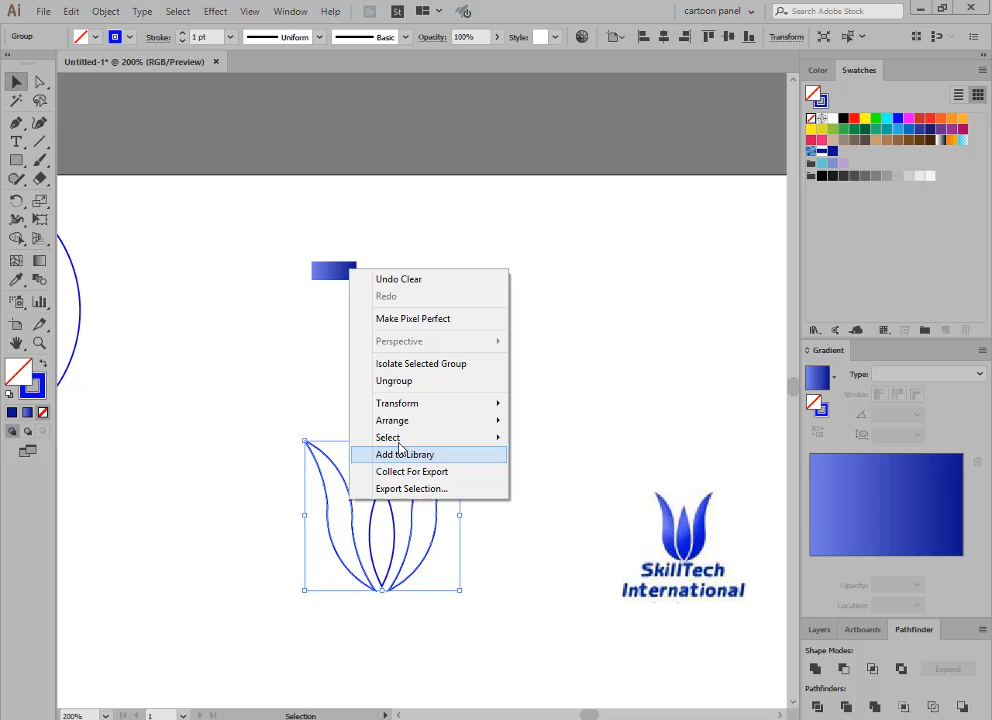 Ai File Edit Object Type Select Effect View Window Help Br St cartoon panel Search Adobe Stock
Group Stroke: 1 pt Uniform Basic Opacity: 100% Style: Transform
Untitled-1* @ 200% (RGB/Preview) ×
Color Swatches
Undo Clear
Redo
Make Pixel Perfect
Perspective
Isolate Selected Group
Ungroup
Transform
Arrange
Select
Add to Library
Collect For Export
Export Selection...
SkillTech
International
Gradient
Type:
Stroke:
Opacity:
Location:
Layers Artboards Pathfinder
Shape Modes:
Expand
Pathfinders:
200% 1 Selection